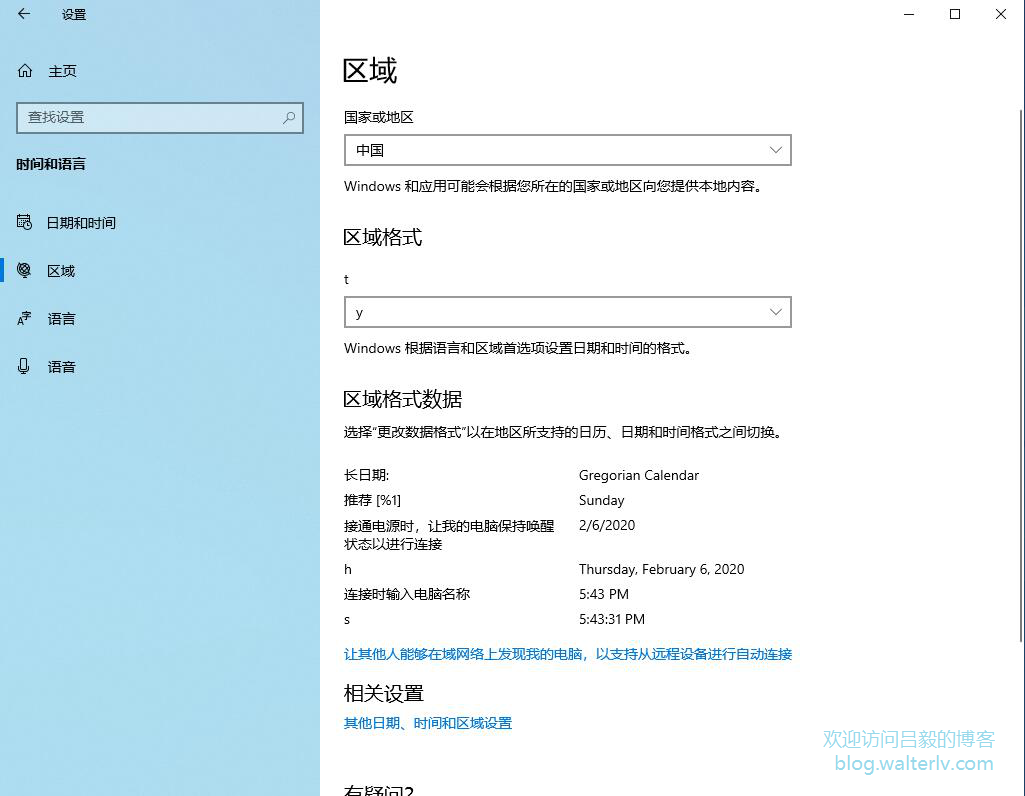 设置
主页
查找设置
时间和语言
日期和时间
区域
语言
语音
区域
国家或地区
中国
Windows 和应用可能会根据您所在的国家或地区向您提供本地内容。
区域格式
t
y
Windows 根据语言和区域首选项设置日期和时间的格式。
区域格式数据
选择“更改数据格式”以在地区所支持的日历、日期和时间格式之间切换。
长日期: Gregorian Calendar
推荐 [%1] Sunday
接通电源时，让我的电脑保持唤醒 2/6/2020
状态以进行连接
h Thursday, February 6, 2020
连接时输入电脑名称 5:43 PM
s 5:43:31 PM
让其他人能够在域网络上发现我的电脑，以支持从远程设备进行自动连接
相关设置
其他日期、时间和区域设置
有疑问?
欢迎访问吕毅的博客
blog.walterlv.com